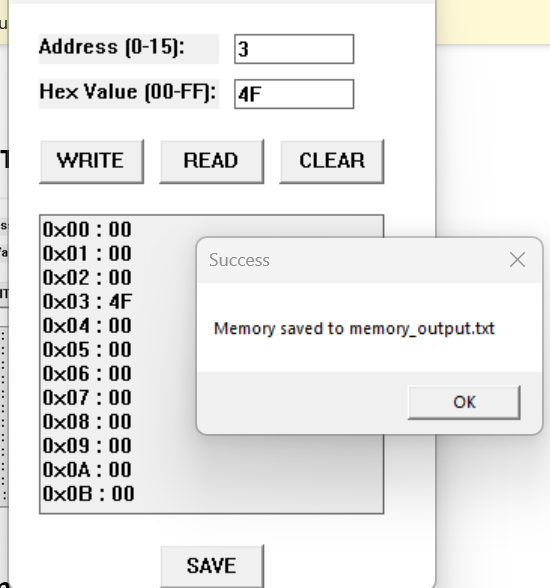 Address (0-15): 3
Hex Value (00-FF): 4F
WRITE READ CLEAR
0x00 : 00
0x01 : 00
0x02 : 00
0x03 : 4F
0x04 : 00
0x05 : 00
0x06 : 00
0x07 : 00
0x08 : 00
0x09 : 00
0x0A : 00
0x0B : 00
Success
Memory saved to memory_output.txt
OK
SAVE